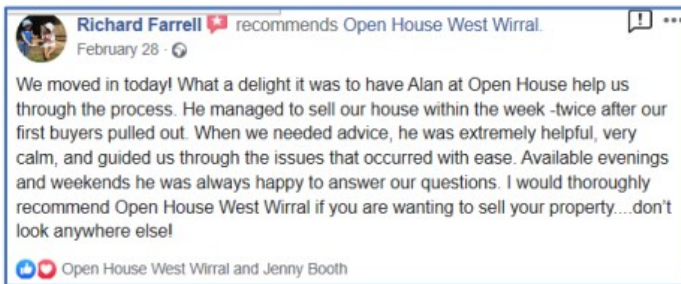 Richard Farrell recommends Open House West Wirral.
February 28 ·
We moved in today! What a delight it was to have Alan at Open House help us
through the process. He managed to sell our house within the week -twice after our
first buyers pulled out. When we needed advice, he was extremely helpful, very
calm, and guided us through the issues that occurred with ease. Available evenings
and weekends he was always happy to answer our questions. I would thoroughly
recommend Open House West Wirral if you are wanting to sell your property....don't
look anywhere else!
Open House West Wirral and Jenny Booth